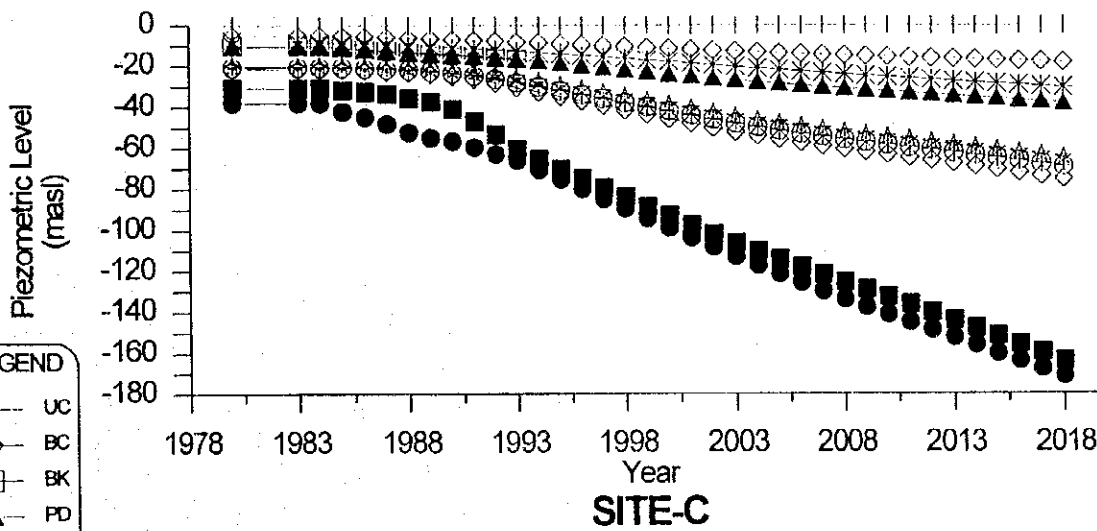 0
-20
-40
-60
-80
-100
-120
-140
-160
-180
Piezometric Level
(masl)
1978 1983 1988 1993 1998 2003 2008 2013 2018
Year
SITE-C
GEND
UC
BC
BK
PD